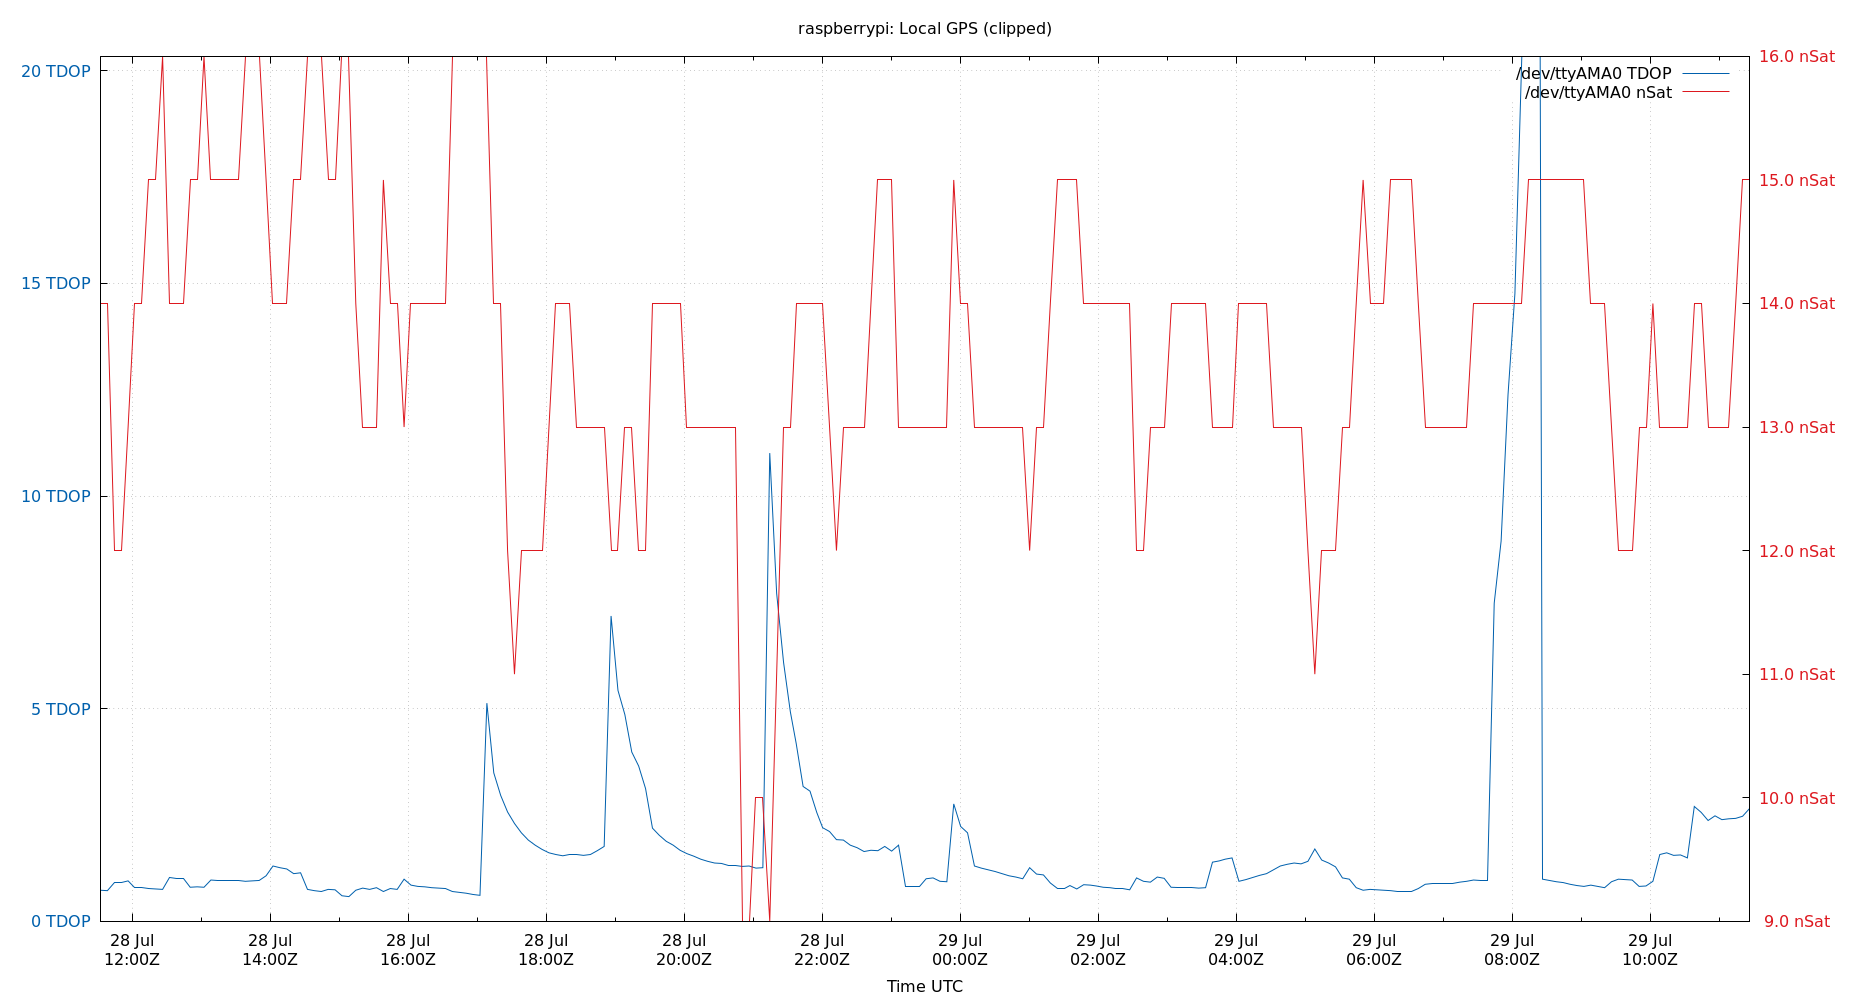 raspberrypi: Local GPS (clipped)
20 TDOP
15 TDOP
10 TDOP
5 TDOP
0 TDOP
16.0 nSat
15.0 nSat
14.0 nSat
13.0 nSat
12.0 nSat
11.0 nSat
10.0 nSat
9.0 nSat
/dev/ttyAMA0 TDOP
/dev/ttyAMA0 nSat
28 Jul
12:00Z
28 Jul
14:00Z
28 Jul
16:00Z
28 Jul
18:00Z
28 Jul
20:00Z
28 Jul
22:00Z
29 Jul
00:00Z
29 Jul
02:00Z
29 Jul
04:00Z
29 Jul
06:00Z
29 Jul
08:00Z
29 Jul
10:00Z
Time UTC